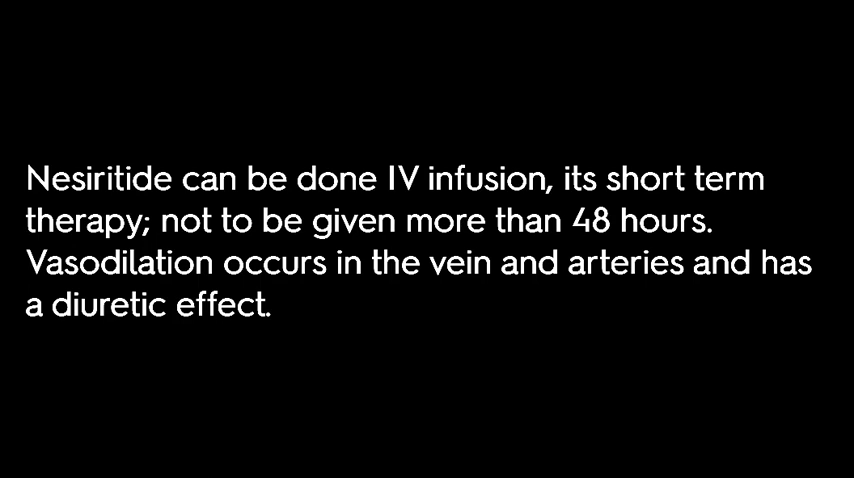 Nesiritide can be done IV infusion, its short term
therapy; not to be given more than 48 hours.
Vasodilation occurs in the vein and arteries and has
a diuretic effect.